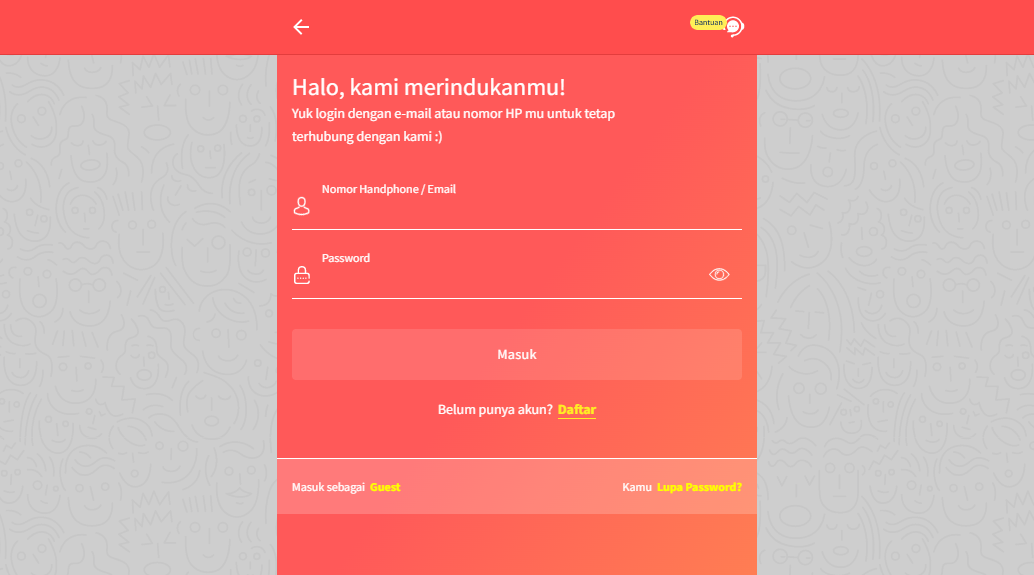 Bantuan
Halo, kami merindukanmu!
Yuk login dengan e-mail atau nomor HP mu untuk tetap
terhubung dengan kami :)
Nomor Handphone / Email
Password
Masuk
Belum punya akun? Daftar
Masuk sebagai Guest
Kamu Lupa Password?